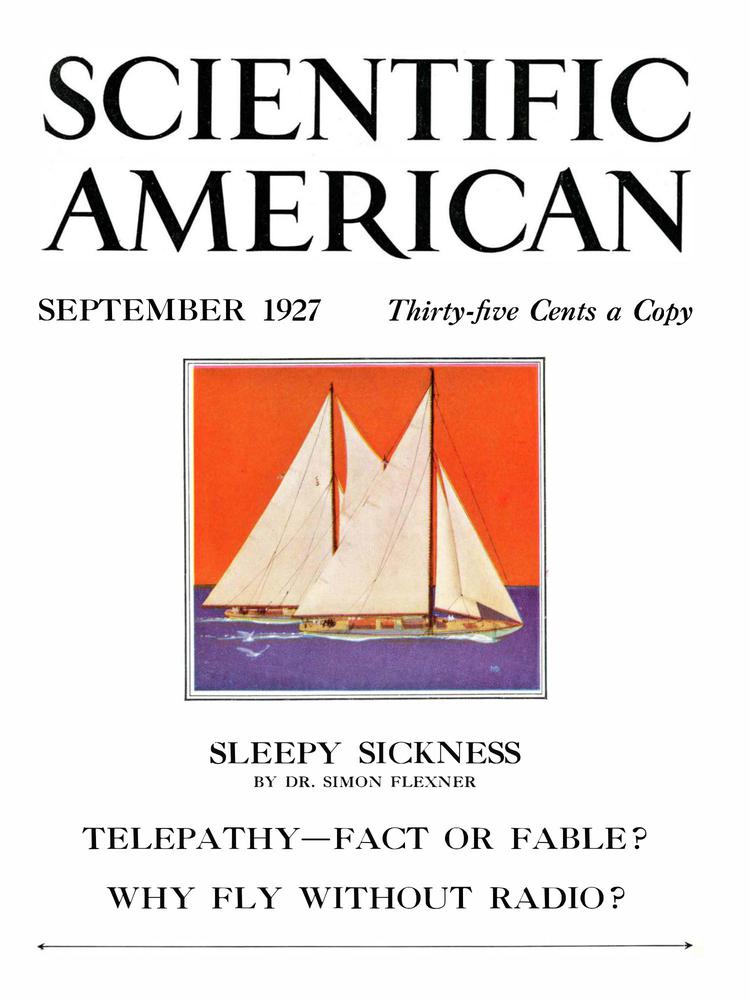 SCIENTIFIC
AMERICAN
SEPTEMBER 1927 Thirty-five Cents a Copy
SLEEPY SICKNESS
BY DR. SIMON FLEXNER
TELEPATHY—FACT OR FABLE?
WHY FLY WITHOUT RADIO?